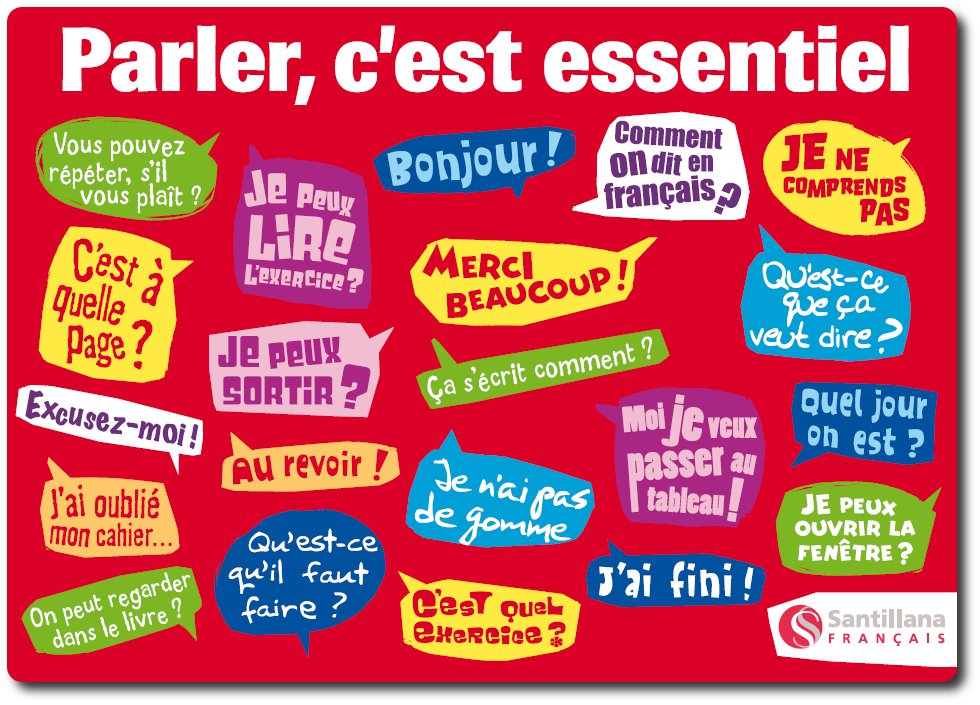 Parler, c'est essentiel
Vous pouvez
répéter, s'il
vous plaît ?
Je peux
LIRE
L'exercice ?
Bonjour !
Comment
on dit en
français ?
JE NE
COMPRENDS
PAS
C'est à
quelle
page ?
MERCI
BEAUCOUP !
Qu'est-ce
que ça
veut dire ?
Je peux
sortir ?
Ça s'écrit comment ?
Excusez-moi !
Au revoir !
Moi je veux
passer au
tableau !
Quel jour
on est ?
J'ai oublié
mon cahier...
Je n'ai pas
de gomme
JE PEUX
OUVRIR LA
FENÊTRE ?
On peut regarder
dans le livre ?
Qu'est-ce
qu'il faut
faire ?
C'est quel
exercice ?
J'ai fini !
Santillana
FRANÇAIS